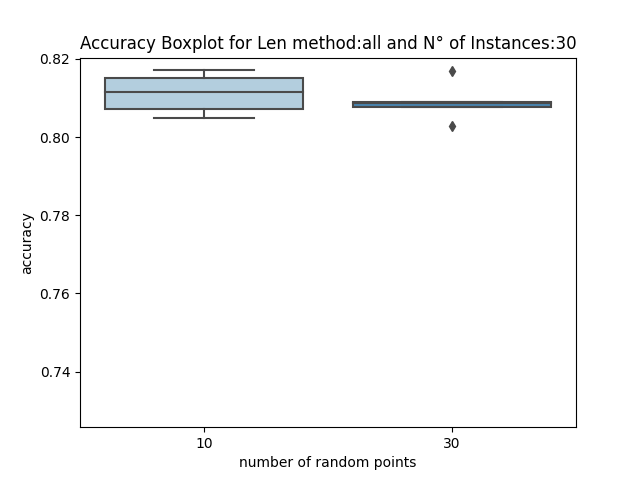 Accuracy Boxplot for Len method:all and N° of Instances:30
0.82
0.80
0.78
0.76
0.74
accuracy
10 30
number of random points